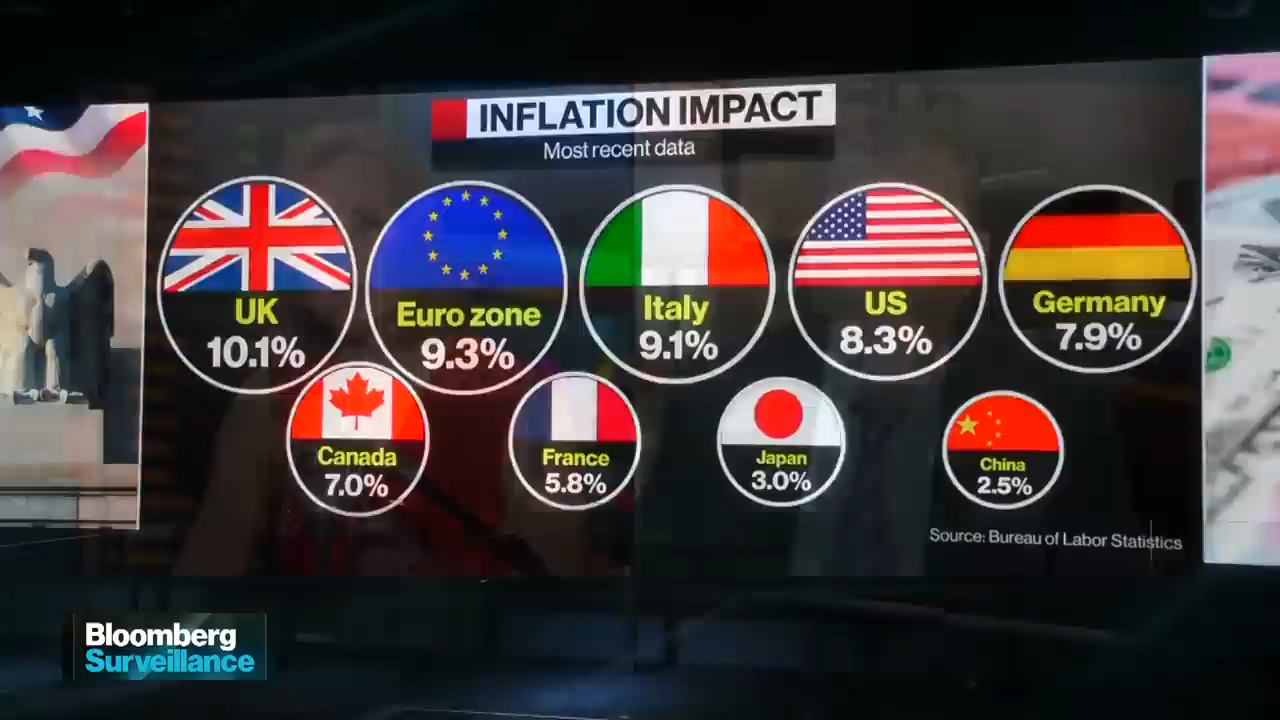 INFLATION IMPACT
Most recent data
UK
10.1%
Euro zone
9.3%
Italy
9.1%
US
8.3%
Germany
7.9%
Canada
7.0%
France
5.8%
Japan
3.0%
China
2.5%
Source: Bureau of Labor Statistics
Bloomberg
Surveillance